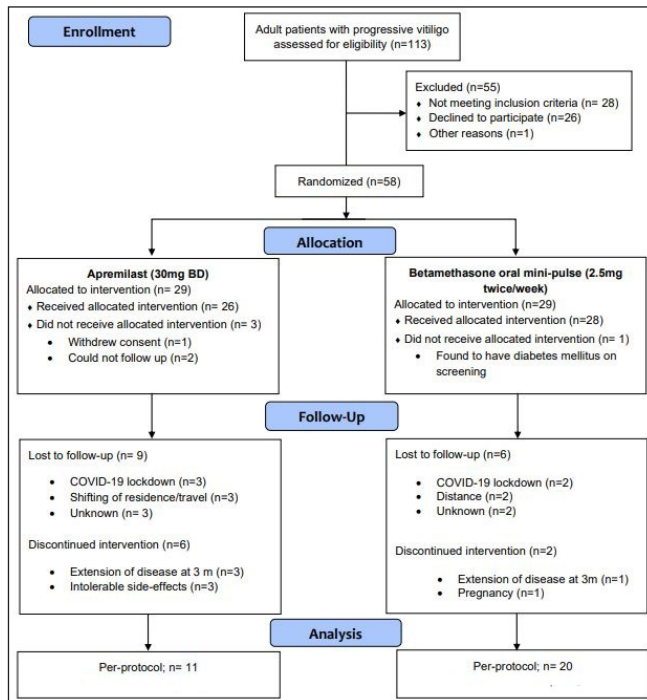 Enrollment
Adult patients with progressive vitiligo
assessed for eligibility (n=113)
Excluded (n=55)
♦ Not meeting inclusion criteria (n= 28)
♦ Declined to participate (n=26)
♦ Other reasons (n=1)
Randomized (n=58)
Allocation
Apremilast (30mg BD)
Allocated to intervention (n= 29)
♦ Received allocated intervention (n= 26)
♦ Did not receive allocated intervention (n= 3)
• Withdrew consent (n=1)
• Could not follow up (n=2)
Betamethasone oral mini-pulse (2.5mg
twice/week)
Allocated to intervention (n=29)
♦ Received allocated intervention (n=28)
♦ Did not receive allocated intervention (n= 1)
• Found to have diabetes mellitus on
screening
Follow-Up
Lost to follow-up (n= 9)
• COVID-19 lockdown (n=3)
• Shifting of residence/travel (n=3)
• Unknown (n= 3)
Discontinued intervention (n=6)
• Extension of disease at 3 m (n=3)
• Intolerable side-effects (n=3)
Lost to follow-up (n=6)
• COVID-19 lockdown (n=2)
• Distance (n=2)
• Unknown (n=2)
Discontinued intervention (n=2)
• Extension of disease at 3m (n=1)
• Pregnancy (n=1)
Analysis
Per-protocol; n= 11
Per-protocol; n= 20